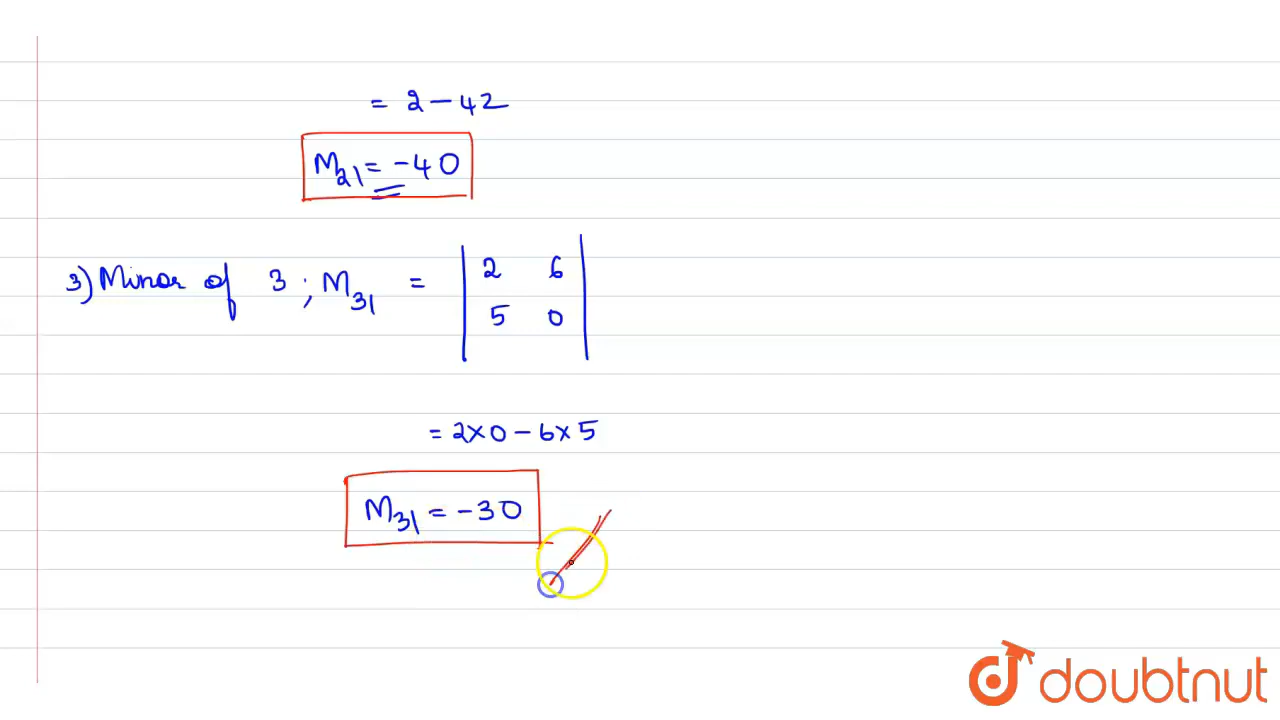 = 2 - 42
M21 = -40
3) Minor of 3 ; M31 = | 2 6 |
| 5 0 |
= 2×0 - 6×5
M31 = -30
doubtnut